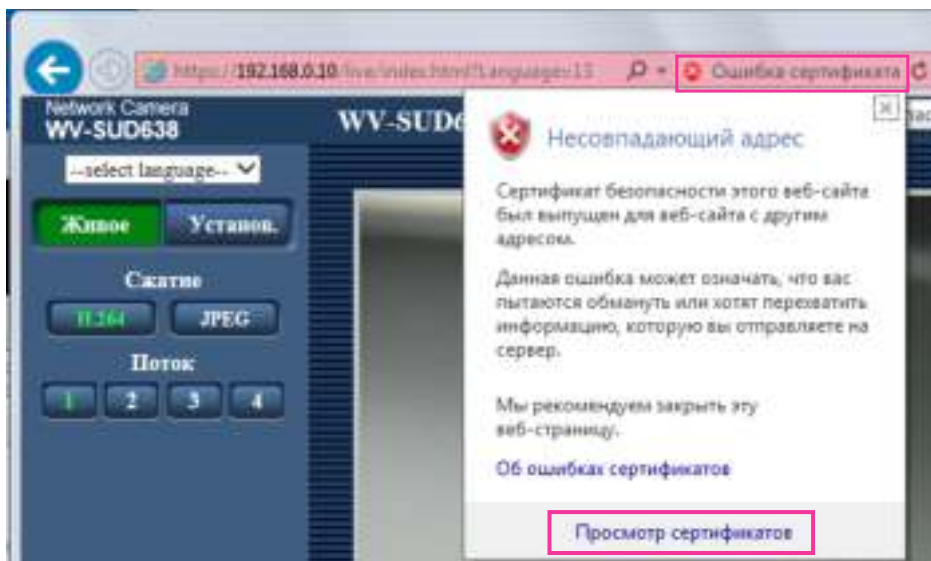 https://192.168.0.10/live/index.html?Language=13
Ошибка сертификата
Network Camera
WV-SUD638
WV-SUD6
--select language--
Живое
Установ.
Сжатие
H.264
JPEG
Поток
1
2
3
4
Несовпадающий адрес
Сертификат безопасности этого веб-сайта
был выпущен для веб-сайта с другим
адресом.
Данная ошибка может означать, что вас
пытаются обмануть или хотят перехватить
информацию, которую вы отправляете на
сервер.
Мы рекомендуем закрыть эту
веб-страницу.
Об ошибках сертификатов
Просмотр сертификатов